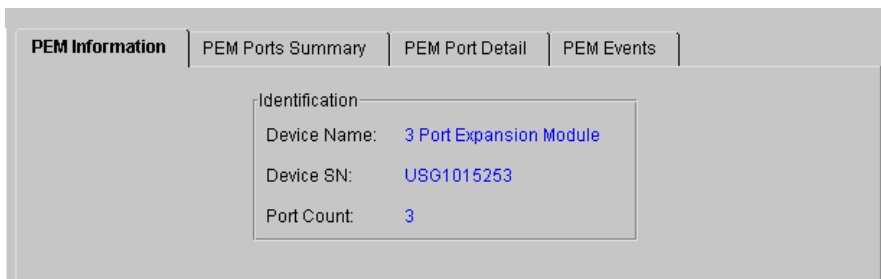 PEM Information PEM Ports Summary PEM Port Detail PEM Events
Identification
Device Name: 3 Port Expansion Module
Device SN: USG1015253
Port Count: 3